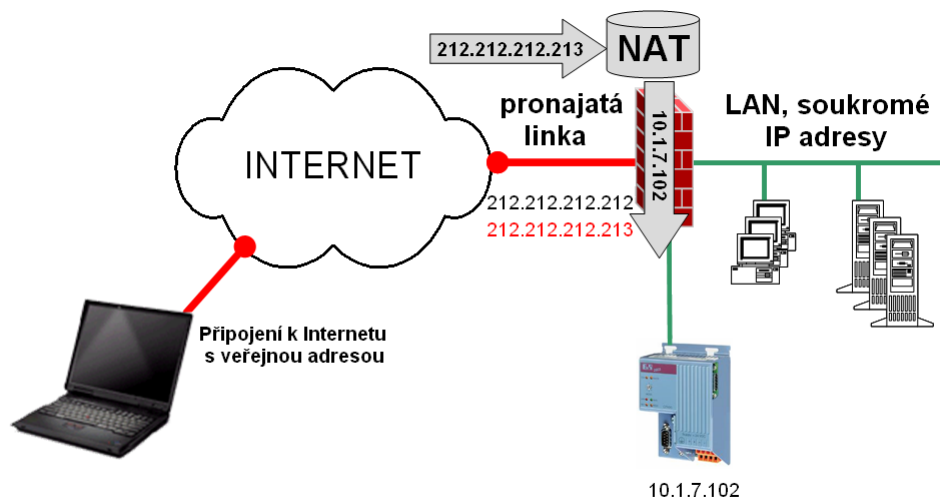 212.212.212.213
NAT
10.1.7.102
pronajatá
linka
LAN, soukromé
IP adresy
INTERNET
212.212.212.212
212.212.212.213
Připojení k Internetu
s veřejnou adresou
10.1.7.102